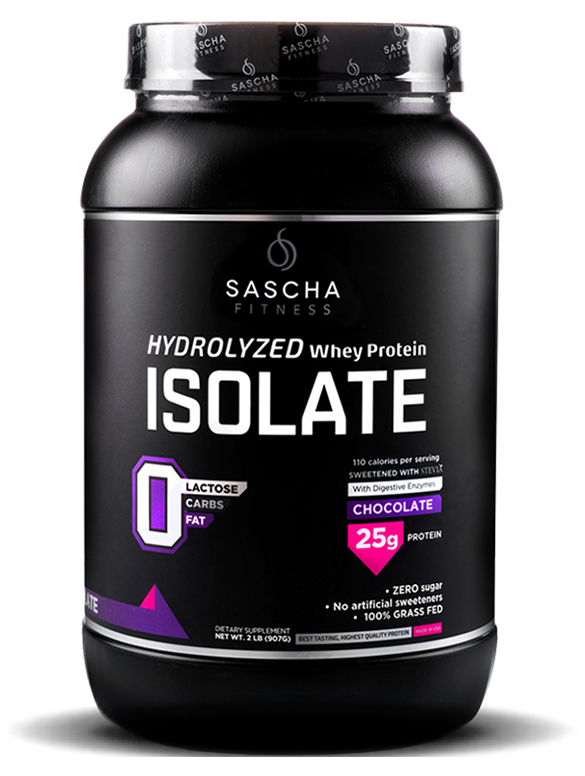 SASCHA
FITNESS
SASCHA
FITNESS
SASCHA
FITNESS
SASCHA
FITNESS
HYDROLYZED Whey Protein
ISOLATE
0
LACTOSE
CARBS
FAT
110 calories per serving
SWEETENED WITH STEVIA
With Digestive Enzymes
CHOCOLATE
25g PROTEIN
• ZERO sugar
• No artificial sweeteners
• 100% GRASS FED
LATE
DIETARY SUPPLEMENT
NET WT. 2 LB (907G)
BEST TASTING, HIGHEST QUALITY PROTEIN
MADE IN USA